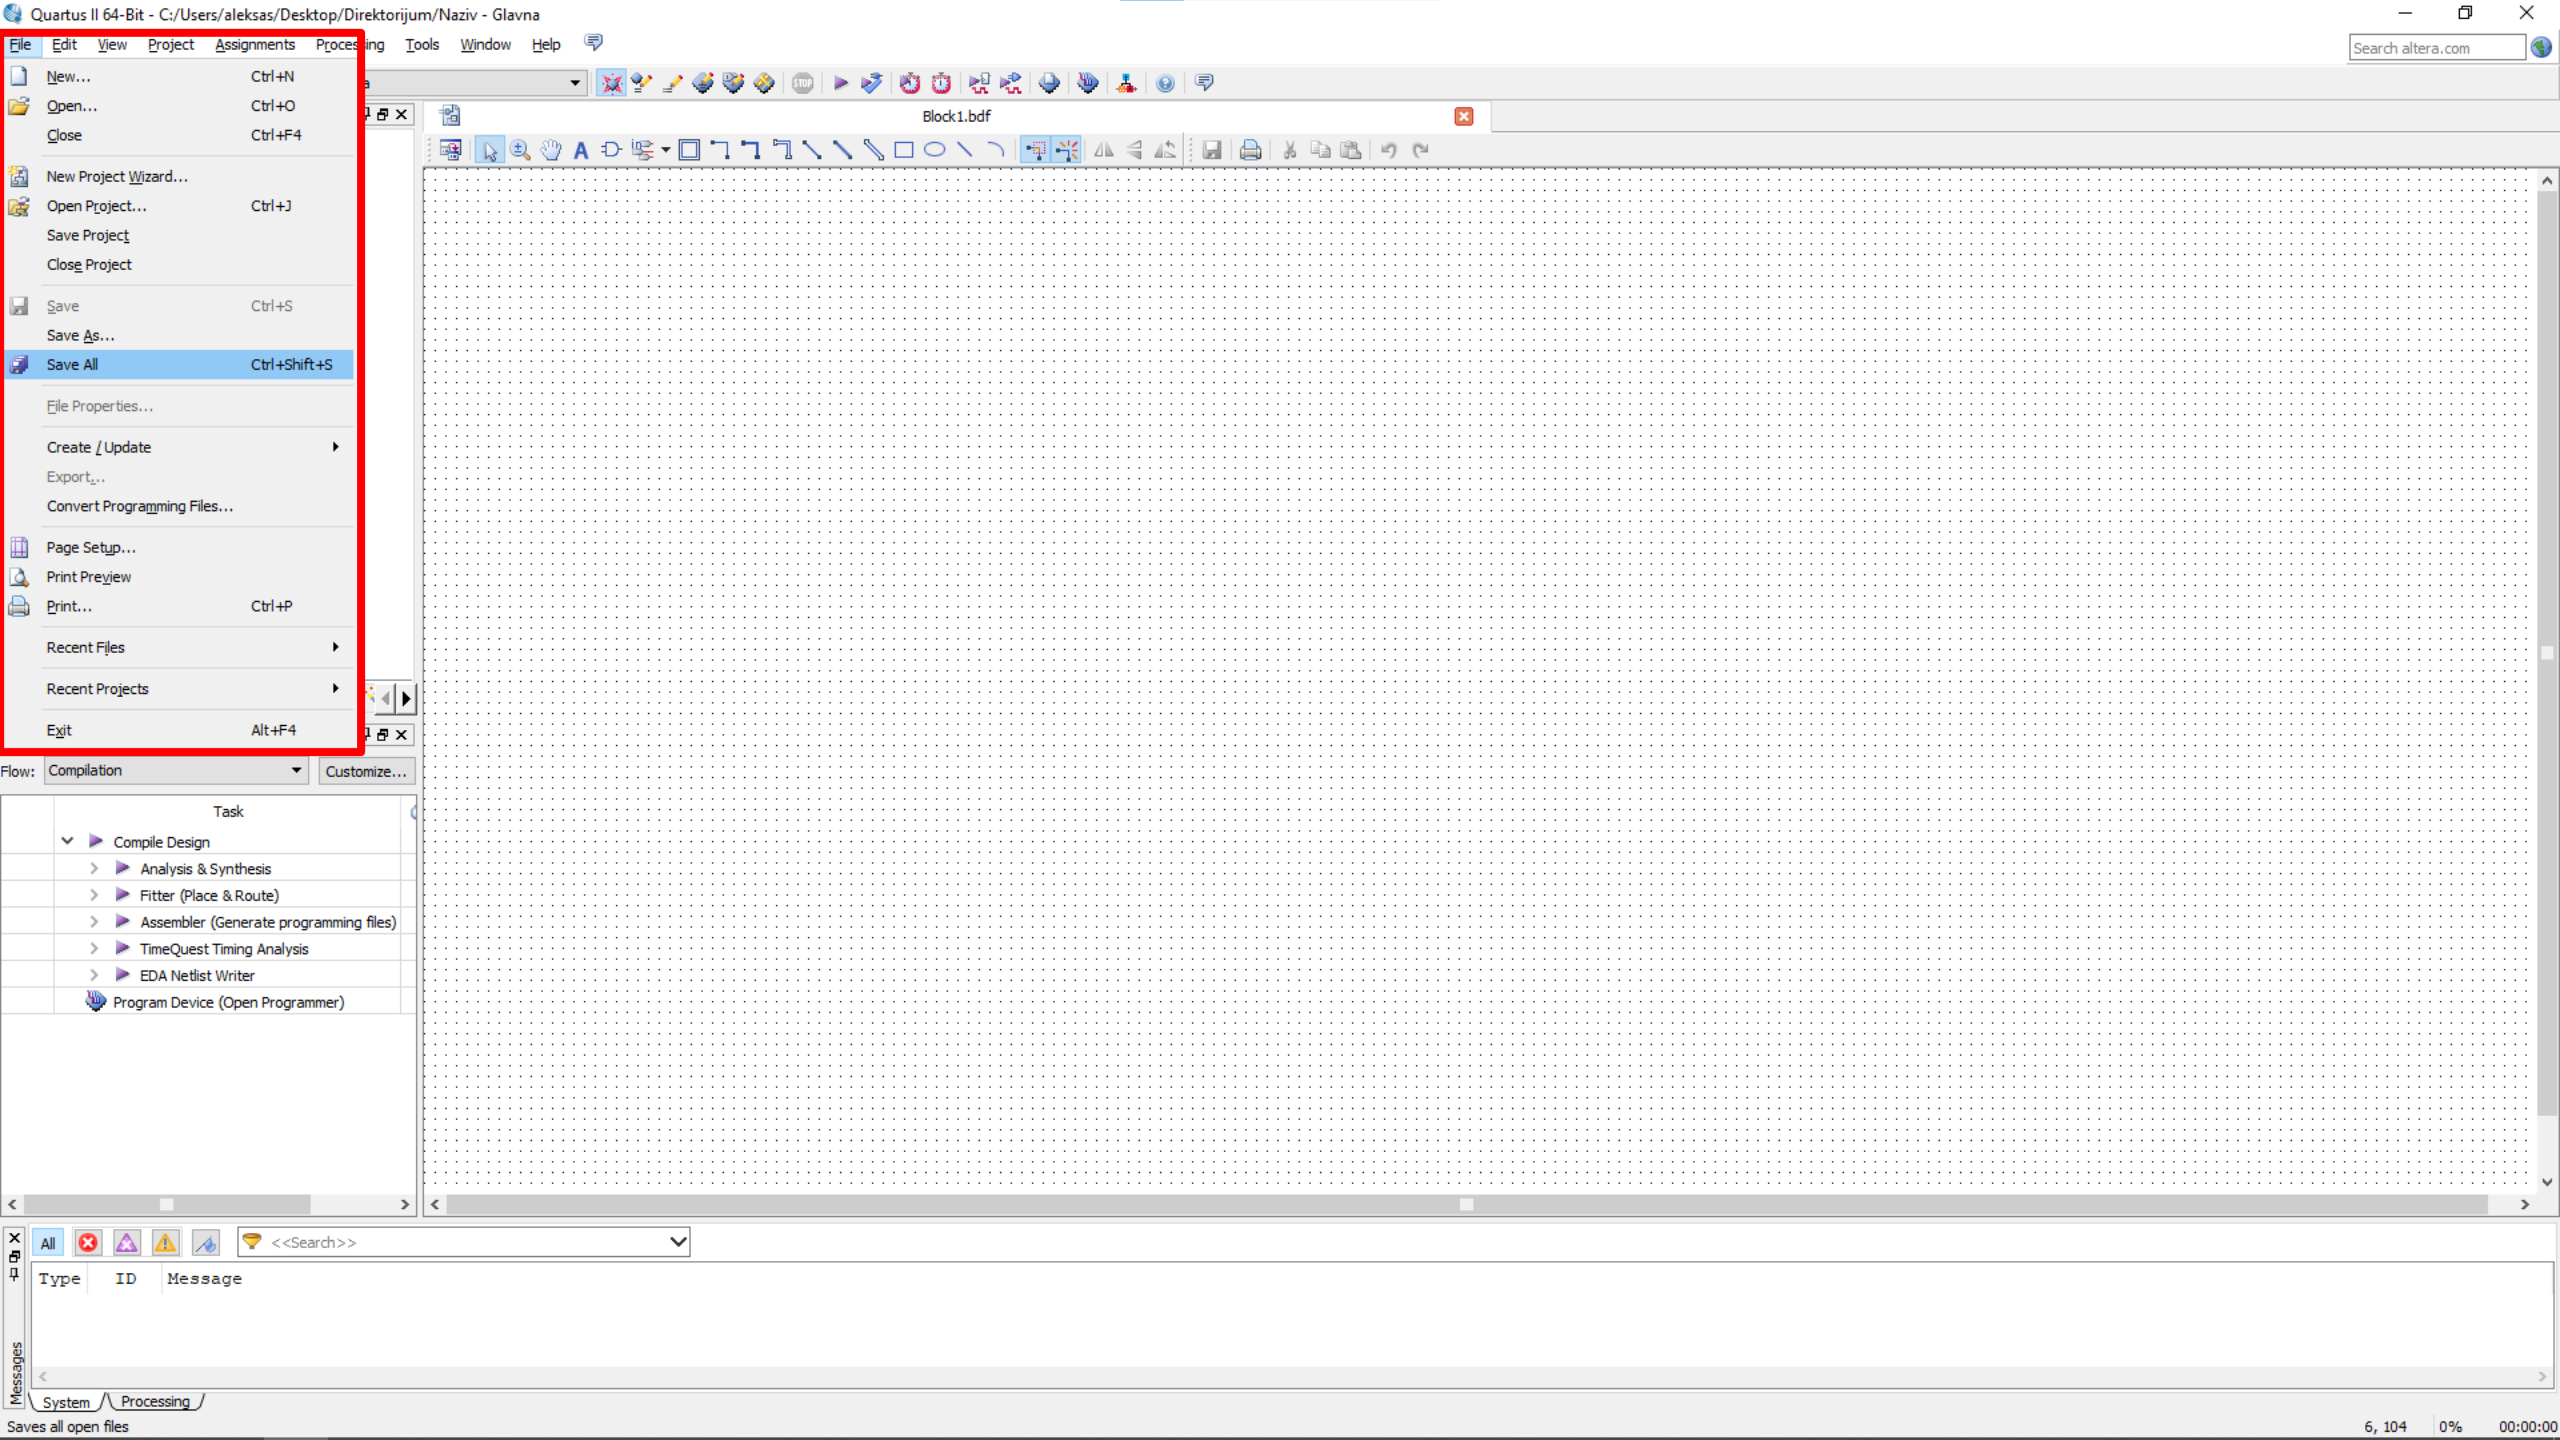 Quartus II 64-Bit - C:/Users/aleksas/Desktop/Direktorijum/Naziv - Glavna
File Edit View Project Assignments Processing Tools Window Help
Search altera.com
New... Ctrl+N
Open... Ctrl+O
Close Ctrl+F4
New Project Wizard...
Open Project... Ctrl+J
Save Project
Close Project
Save Ctrl+S
Save As...
Save All Ctrl+Shift+S
File Properties...
Create / Update
Export...
Convert Programming Files...
Page Setup...
Print Preview
Print... Ctrl+P
Recent Files
Recent Projects
Exit Alt+F4
STOP
Block1.bdf
Flow: Compilation Customize...
Task
Compile Design
Analysis & Synthesis
Fitter (Place & Route)
Assembler (Generate programming files)
TimeQuest Timing Analysis
EDA Netlist Writer
Program Device (Open Programmer)
All <<Search>>
Type ID Message
Messages
System Processing
Saves all open files
6, 104 0% 00:00:00